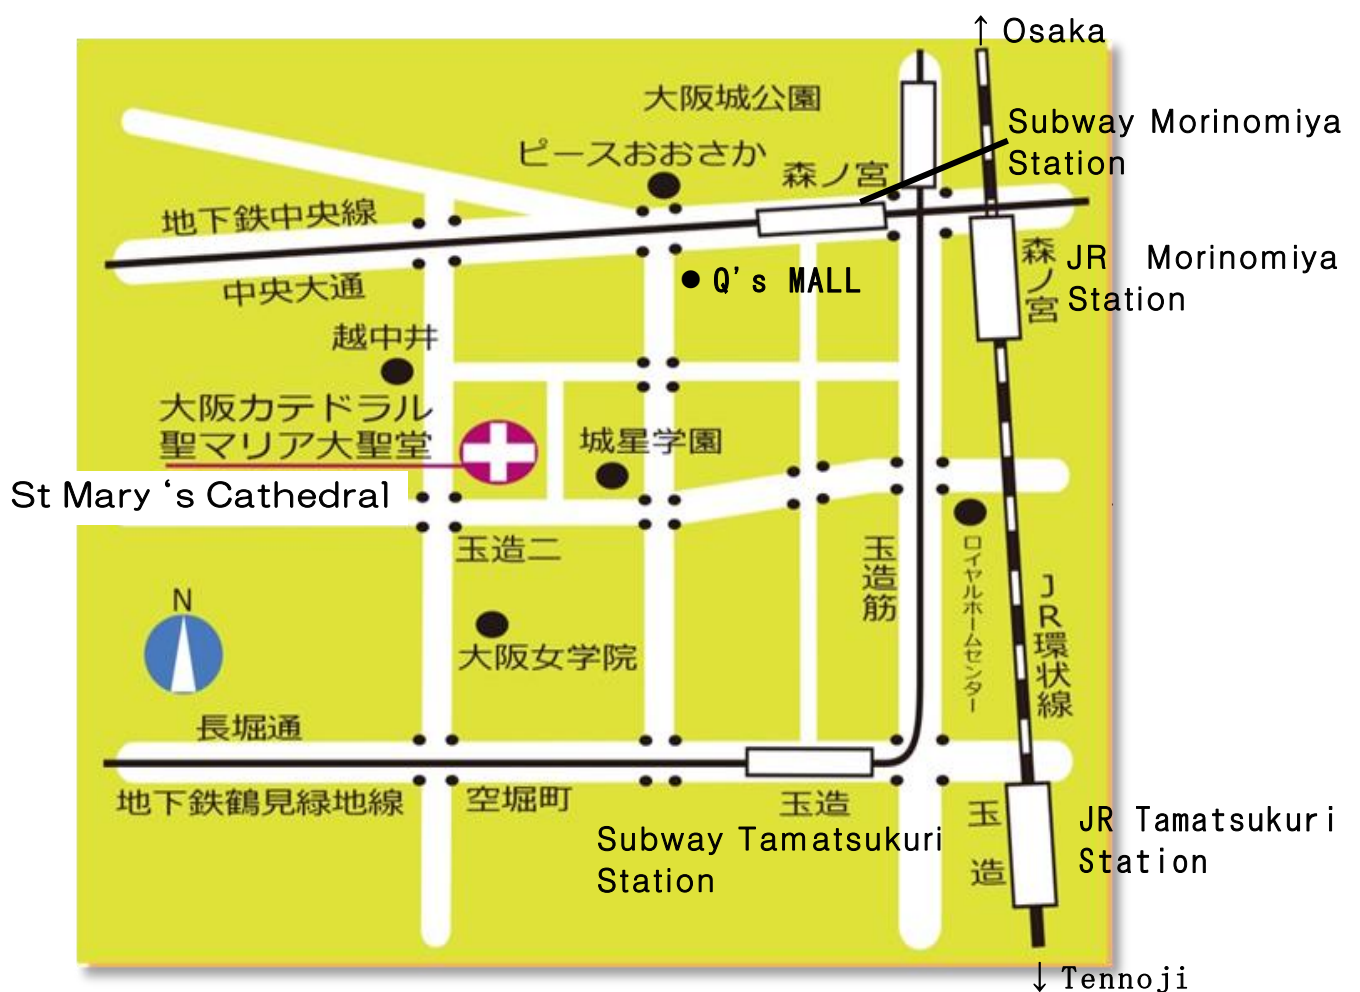 ↑ Osaka
大阪城公園
Subway Morinomiya
Station
ピースおおさか
森ノ宮
地下鉄中央線
中央大通
森ノ宮
JR Morinomiya
Station
● Q's MALL
越中井
大阪カテドラル
聖マリア大聖堂
城星学園
St Mary ‘s Cathedral
玉造二
玉造筋
ロイヤルホームセンター
JR環状線
N
大阪女学院
長堀通
地下鉄鶴見緑地線
空堀町
玉造
Subway Tamatsukuri
Station
玉造
JR Tamatsukuri
Station
↓ Tennoji